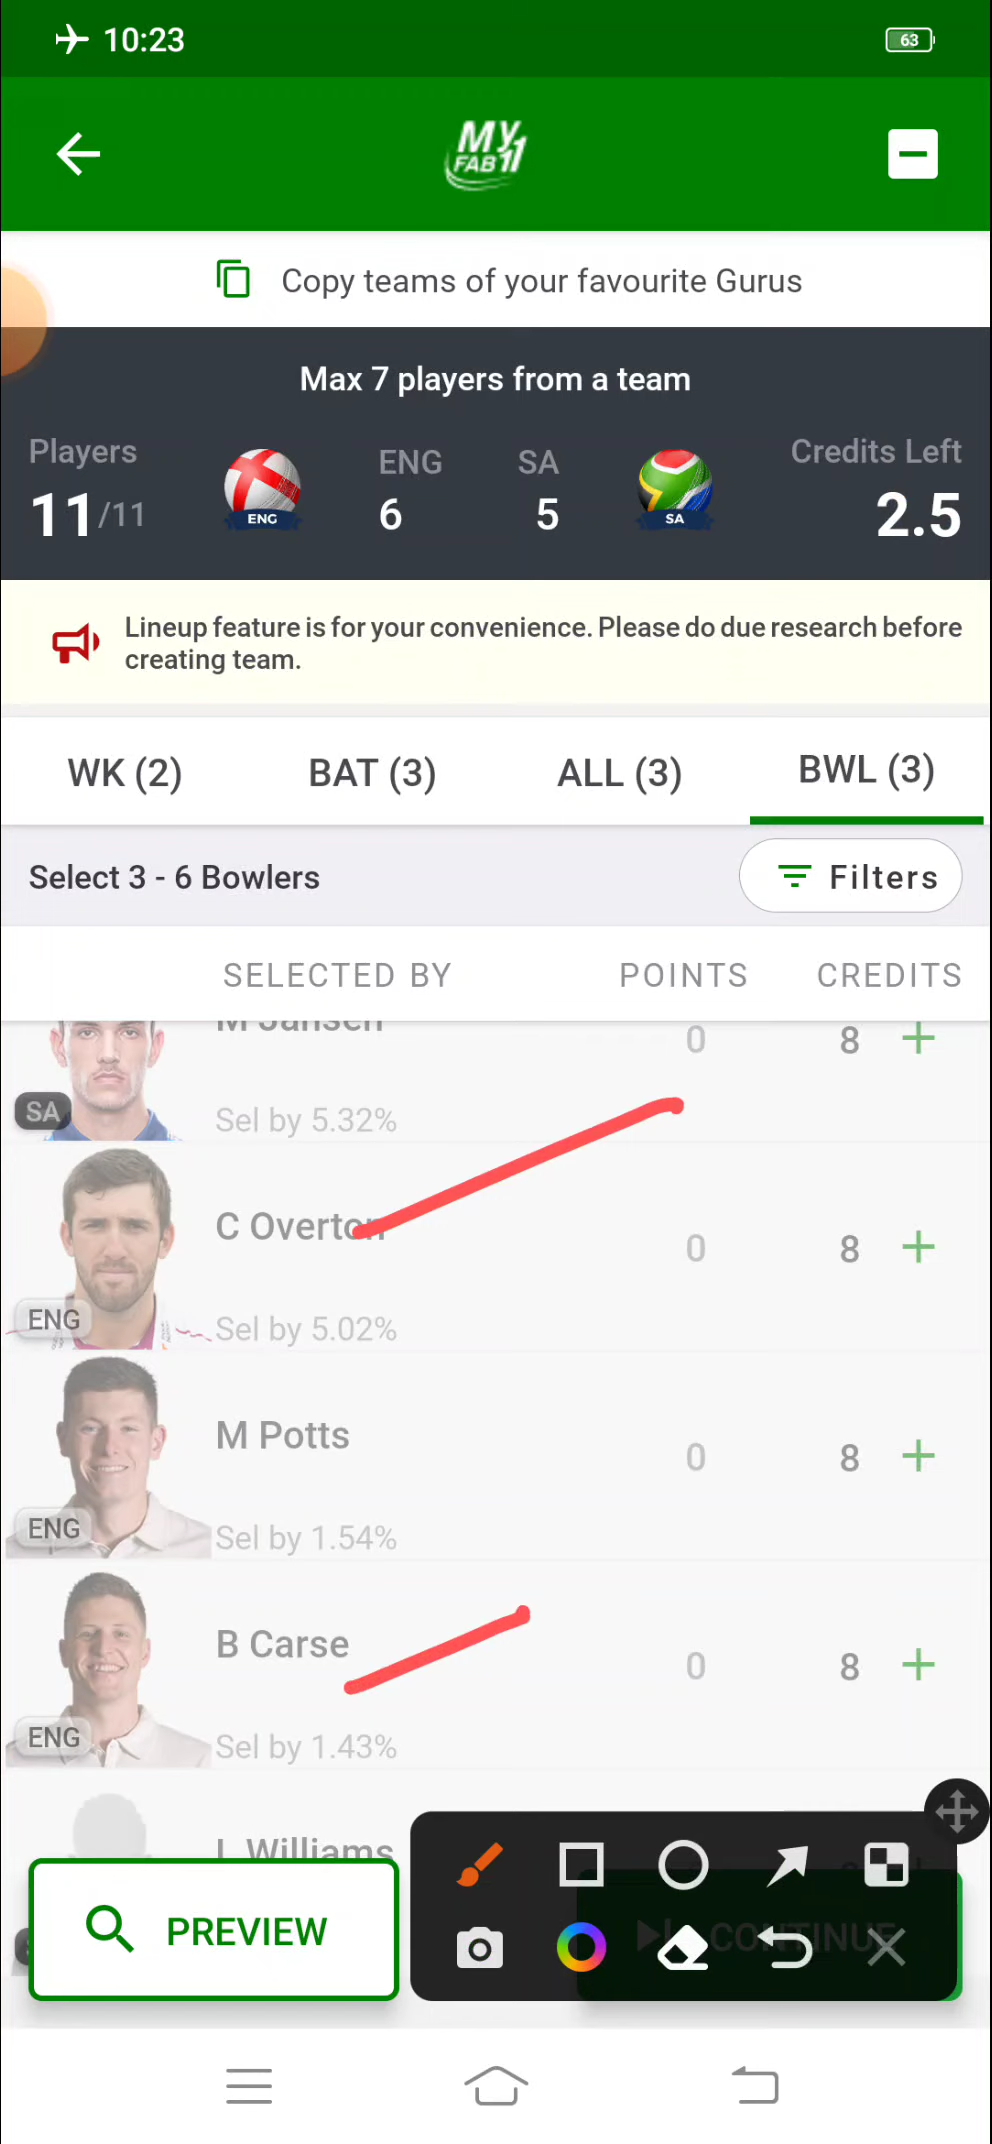 10:23
63
MY
FAB11
Copy teams of your favourite Gurus
Max 7 players from a team
Players
ENG
SA
Credits Left
11/11
ENG
6
5
SA
2.5
Lineup feature is for your convenience. Please do due research before
creating team.
WK (2)
BAT (3)
ALL (3)
BWL (3)
Select 3 - 6 Bowlers
Filters
SELECTED BY
POINTS
CREDITS
M Jansen
0
8
SA
Sel by 5.32%
C Overton
0
8
ENG
Sel by 5.02%
M Potts
0
8
ENG
Sel by 1.54%
B Carse
0
8
ENG
Sel by 1.43%
L Williams
PREVIEW
CONTINUE